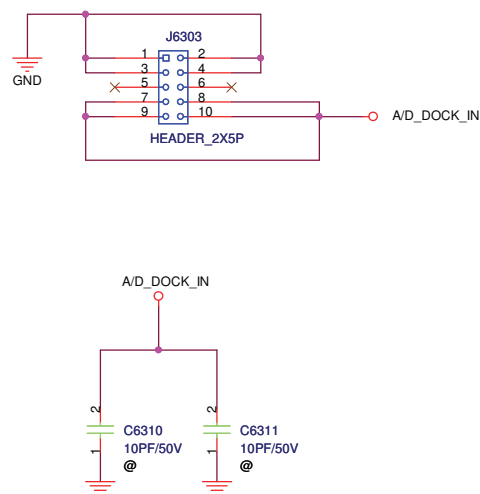 J6303
1 2
3 4
GND
5 6
7 8
9 10
A/D_DOCK_IN
HEADER_2X5P
A/D_DOCK_IN
2 2
C6310 C6311
10PF/50V 10PF/50V
1 1
@ @